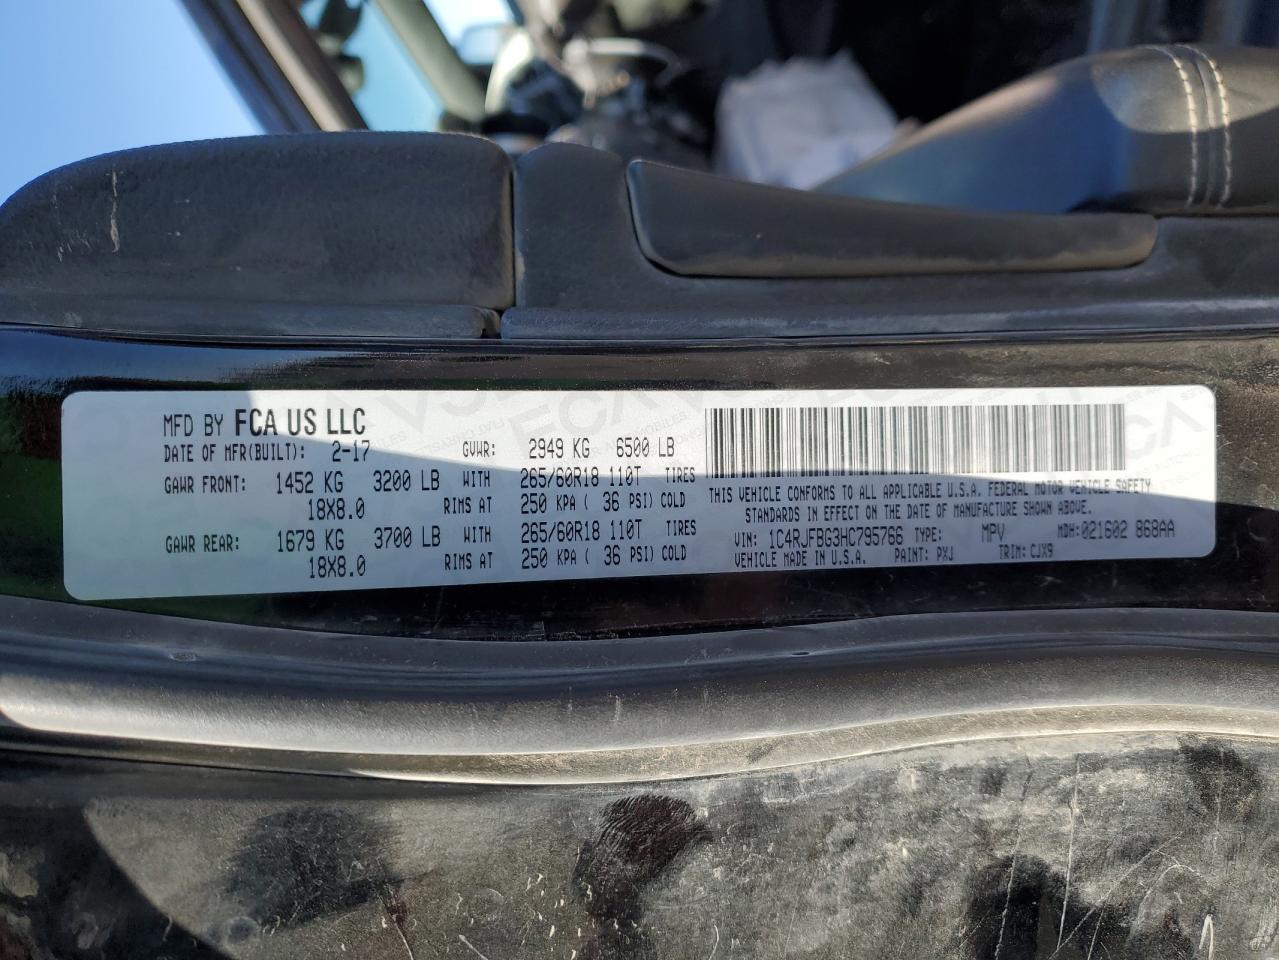 MFD BY FCA US LLC
DATE OF MFR(BUILT): 2-17 GVWR: 2949 KG 6500 LB
GAWR FRONT: 1452 KG 3200 LB WITH 265/60R18 110T TIRES
18X8.0 RIMS AT 250 KPA ( 36 PSI) COLD
GAWR REAR: 1679 KG 3700 LB WITH 265/60R18 110T TIRES
18X8.0 RIMS AT 250 KPA ( 36 PSI) COLD
THIS VEHICLE CONFORMS TO ALL APPLICABLE U.S.A. FEDERAL MOTOR VEHICLE SAFETY
STANDARDS IN EFFECT ON THE DATE OF MANUFACTURE SHOWN ABOVE.
VIN: 1C4RJFBG3HC795766 TYPE: MPV MDH: 021602 868AA
VEHICLE MADE IN U.S.A. PAINT: PXJ TRIM: CJX9